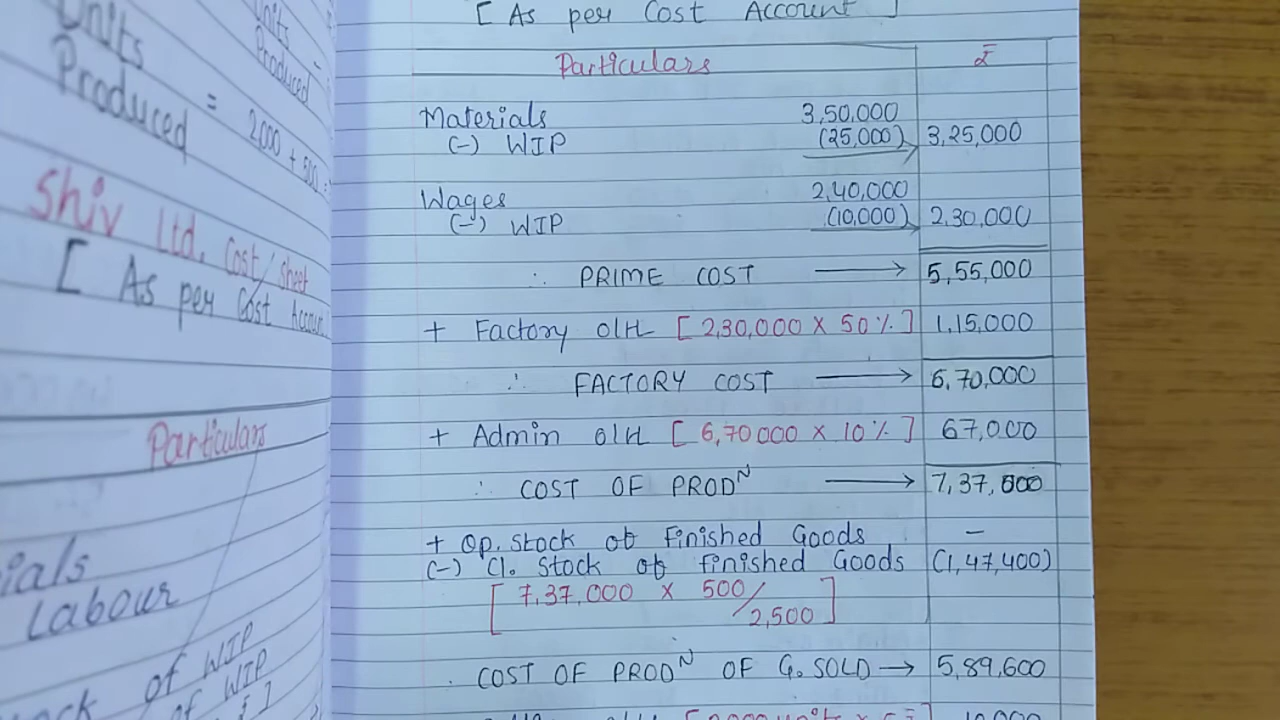 Units
Produced
Units
Produced
= 2000 + 500 =
Shiv Ltd. Cost/Sheet
[ As per Cost Accoun
Particulars
ials
Labour
ock of WIP
of WIP
[ As per Cost Account ]
Particulars ₹
Materials 3,50,000
(-) WIP (25,000) 3,25,000
Wages 2,40,000
(-) WIP (10,000) 2,30,000
∴ PRIME COST → 5,55,000
+ Factory O/H [ 2,30,000 X 50 % ] 1,15,000
∴ FACTORY COST → 6,70,000
+ Admin O/H [ 6,70000 X 10 % ] 67,000
∴ COST OF PRODᴺ → 7,37,000
+ Op. Stock of Finished Goods –
(-) Cl. Stock of finished Goods (1,47,400)
[ 7,37,000 X 500/2,500 ]
∴ COST OF PRODᴺ OF G. SOLD → 5,89,600